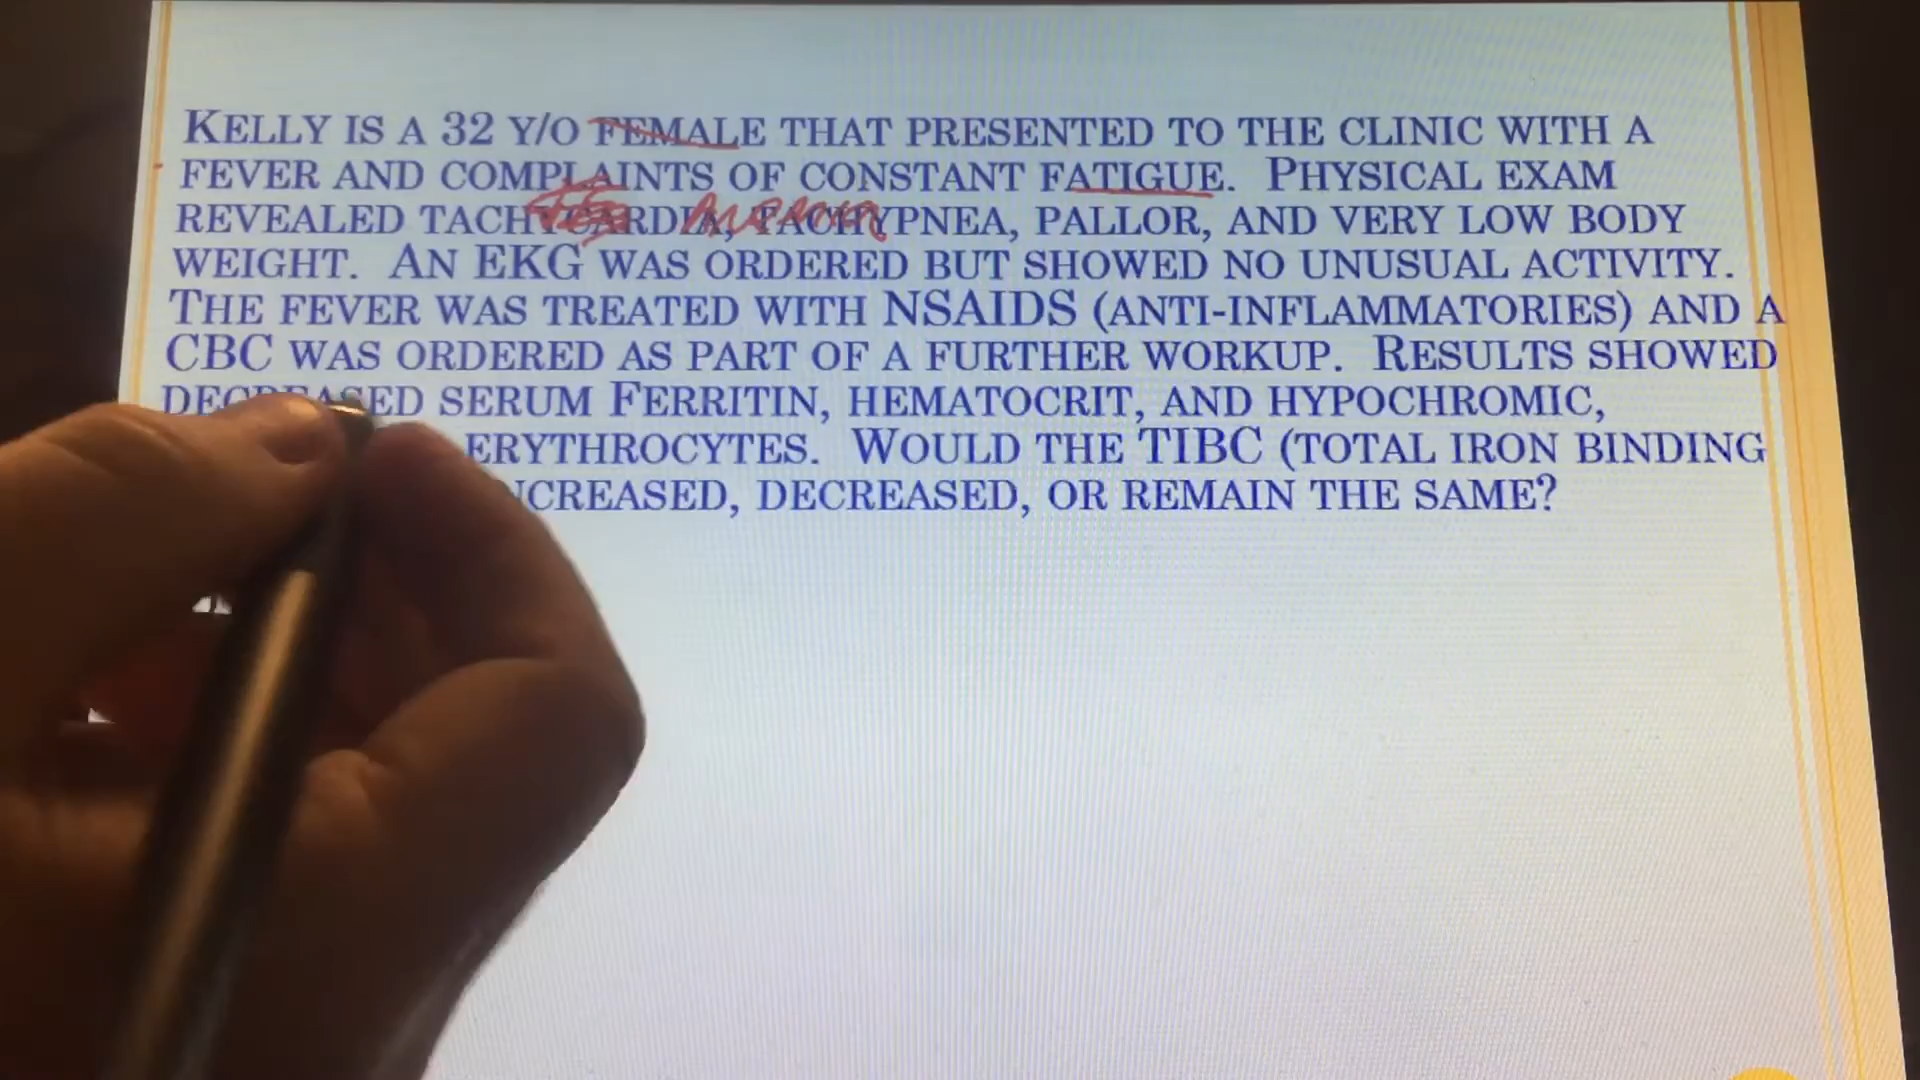 KELLY IS A 32 Y/O FEMALE THAT PRESENTED TO THE CLINIC WITH A
FEVER AND COMPLAINTS OF CONSTANT FATIGUE. PHYSICAL EXAM
REVEALED TACHYCARDIA, TACHYPNEA, PALLOR, AND VERY LOW BODY
WEIGHT. AN EKG WAS ORDERED BUT SHOWED NO UNUSUAL ACTIVITY.
THE FEVER WAS TREATED WITH NSAIDS (ANTI-INFLAMMATORIES) AND A
CBC WAS ORDERED AS PART OF A FURTHER WORKUP. RESULTS SHOWED
DECREASED SERUM FERRITIN, HEMATOCRIT, AND HYPOCHROMIC,
ERYTHROCYTES. WOULD THE TIBC (TOTAL IRON BINDING
NCREASED, DECREASED, OR REMAIN THE SAME?